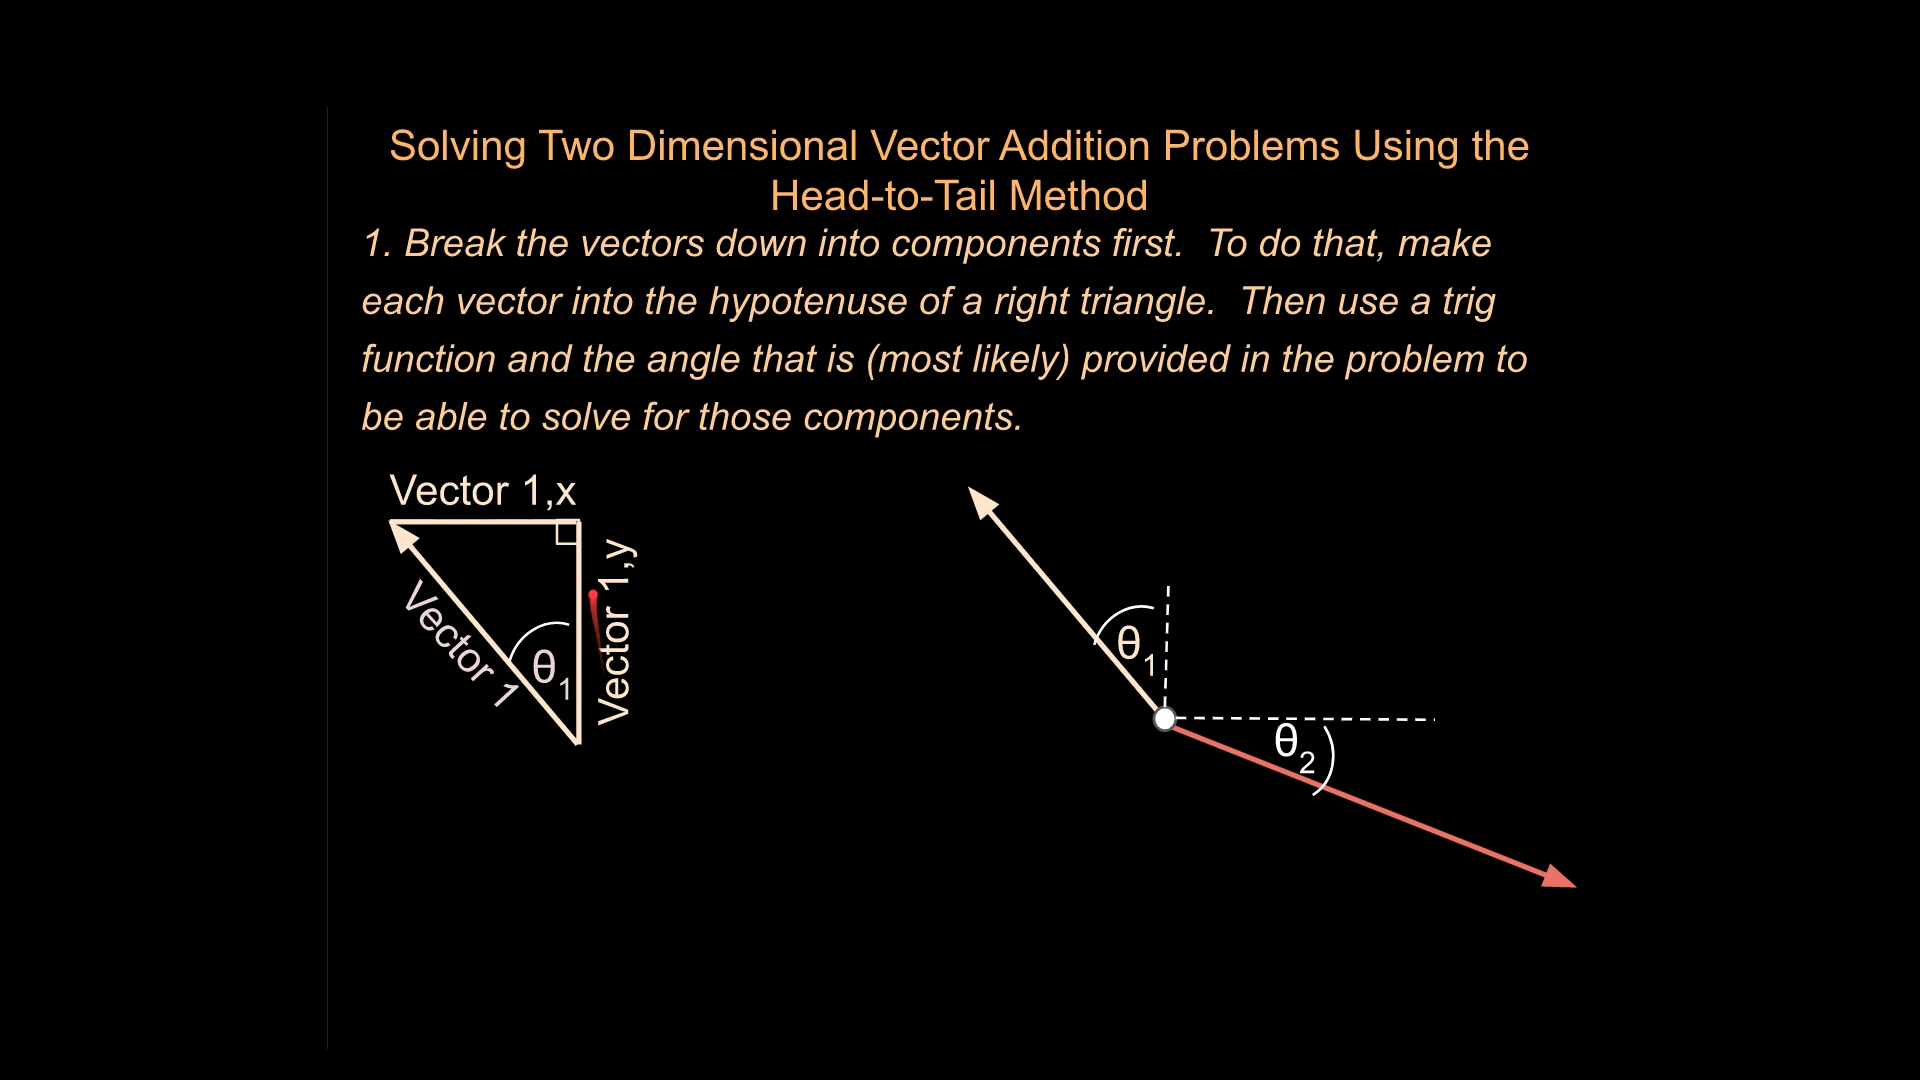 Solving Two Dimensional Vector Addition Problems Using the
Head-to-Tail Method
1. Break the vectors down into components first.  To do that, make
each vector into the hypotenuse of a right triangle.  Then use a trig
function and the angle that is (most likely) provided in the problem to
be able to solve for those components.
Vector 1,x
Vector 1,y
Vector 1
θ1
θ1
θ2